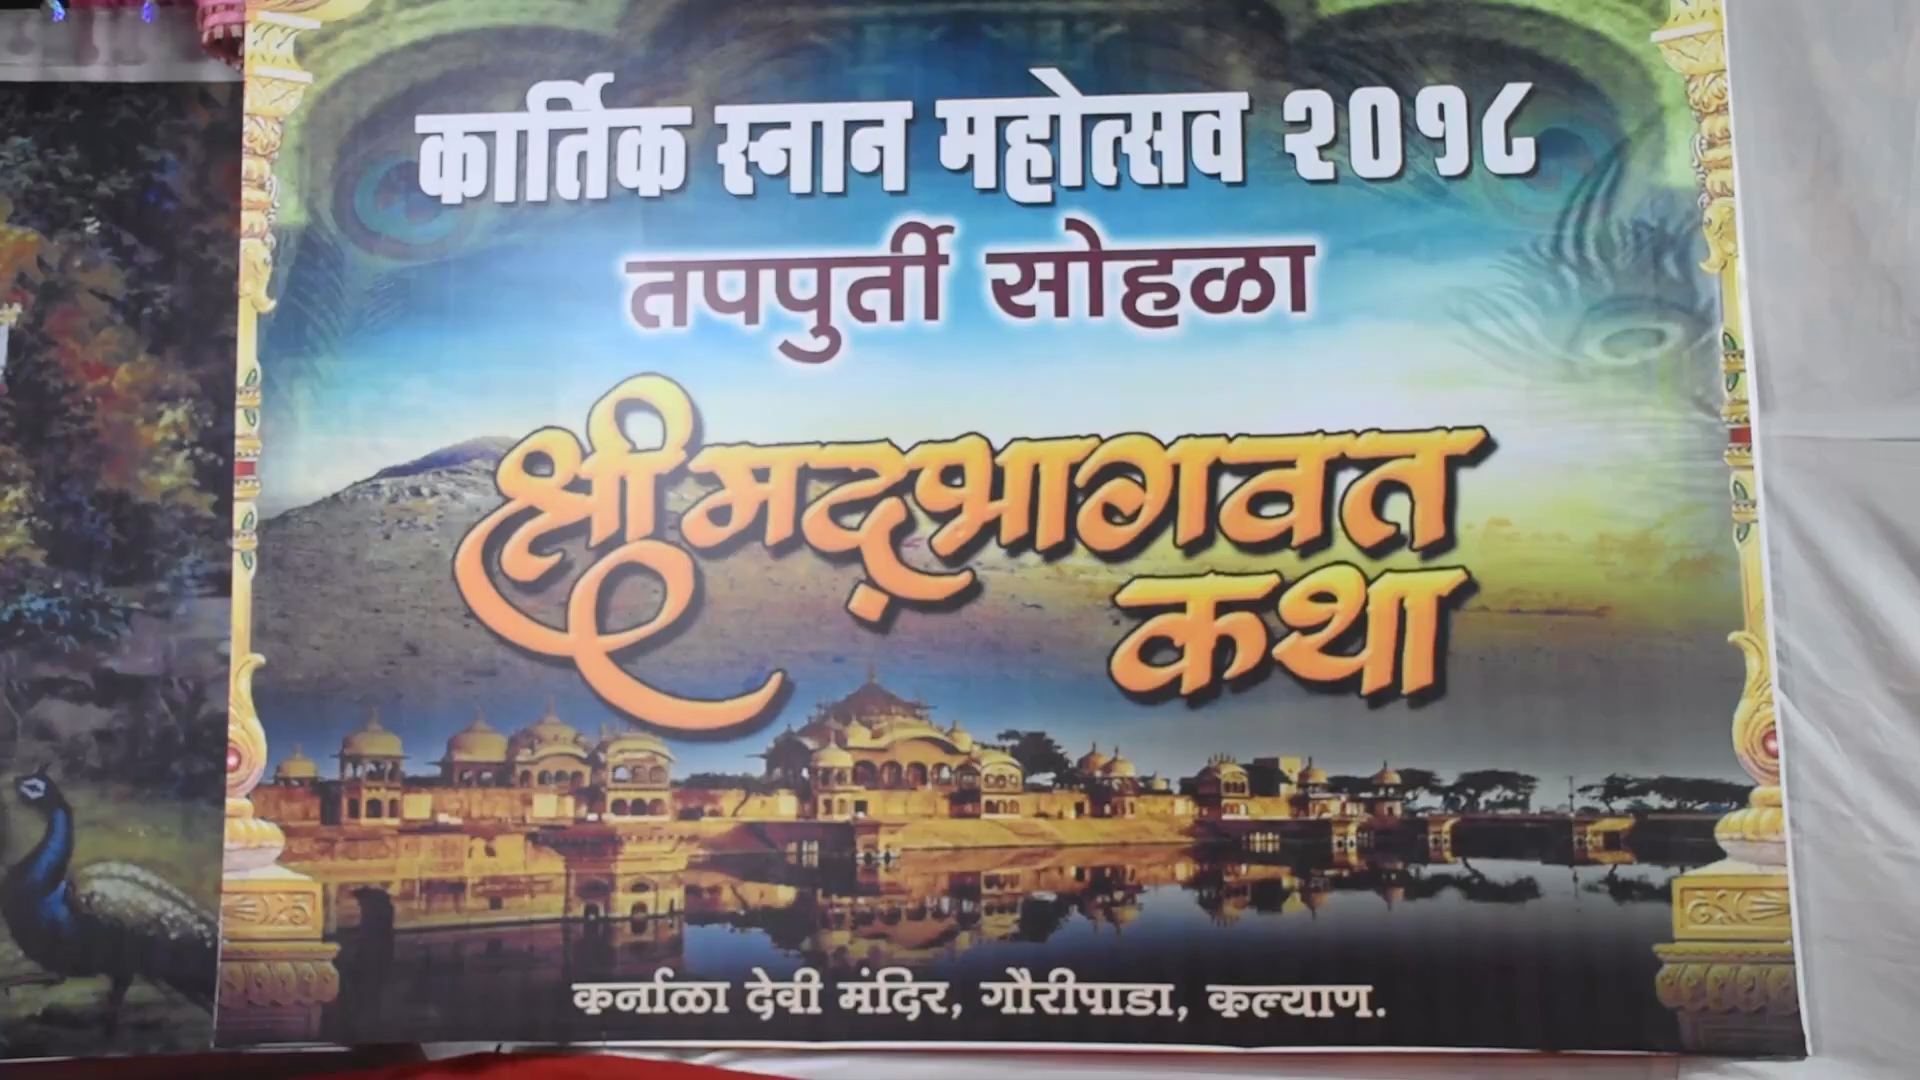 कार्तिक स्नान महोत्सव २०१८
तपपुर्ती सोहळा
श्रीमद्‌भागवत
कथा
कर्नाळा देवी मंदिर, गौरीपाडा, कल्याण.